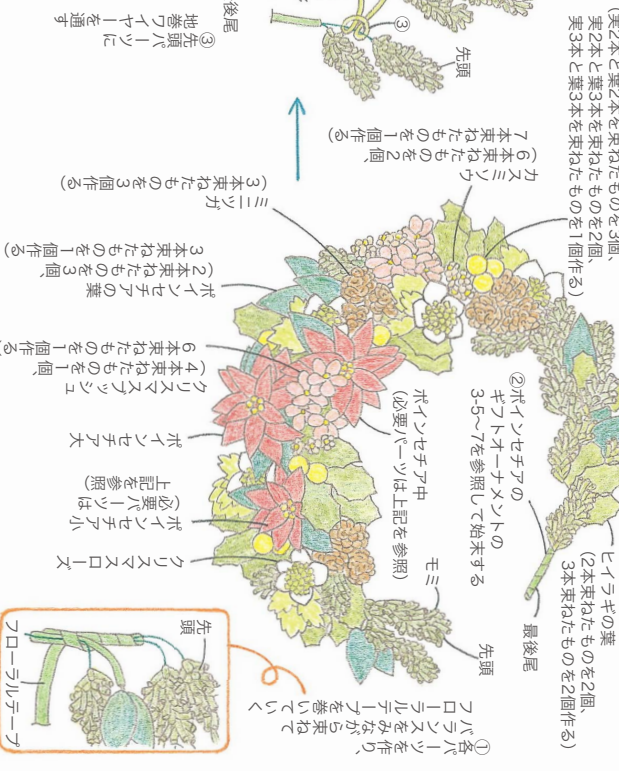 (実2本と葉2本を束ねたものを3個、
実2本と葉3本を束ねたものを2個、
実3本と葉3本を束ねたものを1個作る)
ヒイラギの葉
(2本束ねたものを2個、
3本束ねたものを2個作る)
最後尾
②ポインセチアの
ギフトオーナメントの
3-5~7を参照して始末する
ポインセチア中
(必要パーツは上記を参照)
モミ
先頭
①各パーツを作り、
バランスをみながら束ねて
フローラルテープを巻いていく
先頭
フローラルテープ
クリスマスローズ
ポインセチア小
(必要パーツは
上記を参照)
ポインセチア大
クリスマスブッシュ
(4本束ねたものを1個、
6本束ねたものを1個作る)
ポインセチアの葉
(2本束ねたものを3個、
3本束ねたものを1個作る)
ミニツガ
(3本束ねたものを3個作る)
カスミソウ
(6本束ねたものを2個、
7本束ねたものを1個作る)
③
先頭
最後尾
③先頭パーツに
地巻ワイヤーを通す